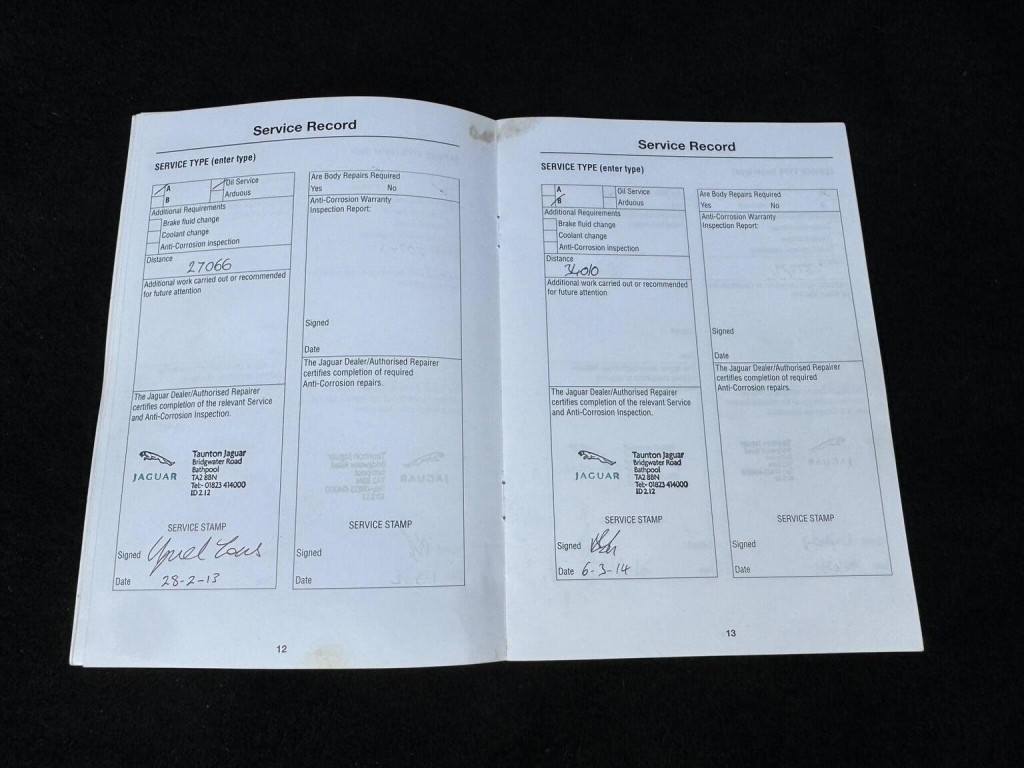 Service Record
SERVICE TYPE (enter type)
A
B
Oil Service
Arduous
Additional Requirements
Brake fluid change
Coolant change
Anti-Corrosion inspection
Distance
27066
Additional work carried out or recommended
for future attention
The Jaguar Dealer/Authorised Repairer
certifies completion of the relevant Service
and Anti-Corrosion Inspection.
JAGUAR
Taunton Jaguar
Bridgwater Road
Bathpool
TA2 8BN
Tel:- 01823 414000
ID 2.12
SERVICE STAMP
Signed
Date 28-2-13
Are Body Repairs Required
Yes No
Anti-Corrosion Warranty
Inspection Report:
Signed
Date
The Jaguar Dealer/Authorised Repairer
certifies completion of required
Anti-Corrosion repairs.
SERVICE STAMP
Signed
Date
12
Service Record
SERVICE TYPE (enter type)
A
B
Oil Service
Arduous
Additional Requirements
Brake fluid change
Coolant change
Anti-Corrosion inspection
Distance
34010
Additional work carried out or recommended
for future attention
The Jaguar Dealer/Authorised Repairer
certifies completion of the relevant Service
and Anti-Corrosion Inspection.
JAGUAR
Taunton Jaguar
Bridgwater Road
Bathpool
TA2 8BN
Tel:- 01823 414000
ID 2.12
SERVICE STAMP
Signed
Date 6-3-14
Are Body Repairs Required
Yes No
Anti-Corrosion Warranty
Inspection Report:
Signed
Date
The Jaguar Dealer/Authorised Repairer
certifies completion of required
Anti-Corrosion repairs.
SERVICE STAMP
Signed
Date
13